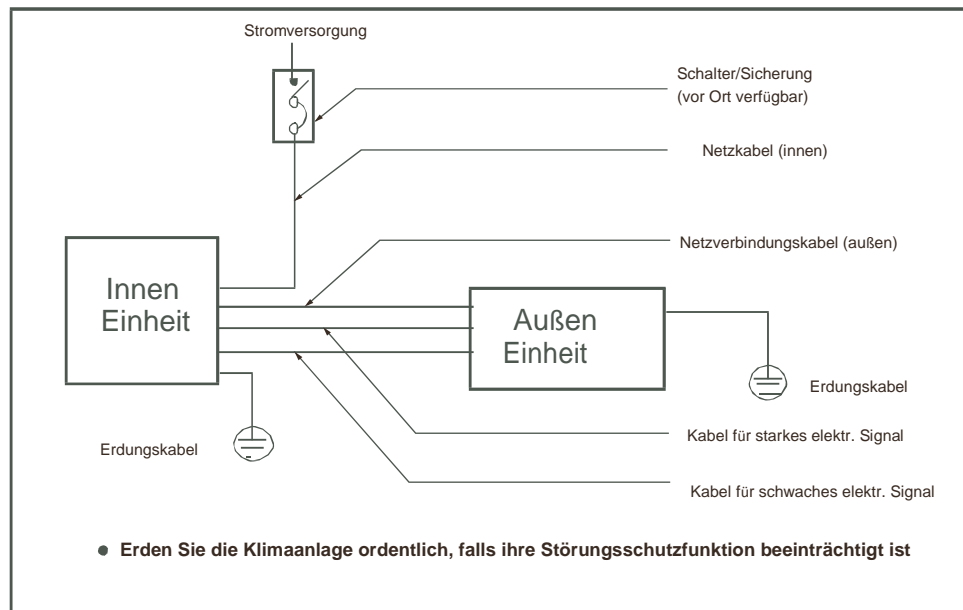 Stromversorgung
Schalter/Sicherung
(vor Ort verfügbar)
Netzkabel (innen)
Netzverbindungskabel (außen)
Innen
Einheit
Außen
Einheit
Erdungskabel
Erdungskabel
Kabel für starkes elektr. Signal
Kabel für schwaches elektr. Signal
Erden Sie die Klimaanlage ordentlich, falls ihre Störungsschutzfunktion beeinträchtigt ist